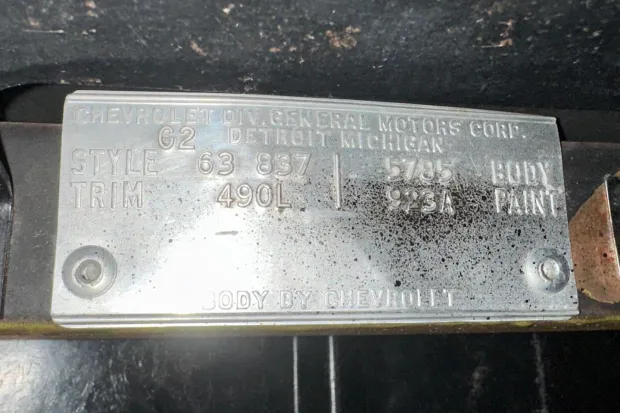 CHEVROLET DIV. GENERAL MOTORS CORP.
G2 DETROIT MICHIGAN
STYLE 63 837 5795 BODY
TRIM 490L 923A PAINT
BODY BY CHEVROLET